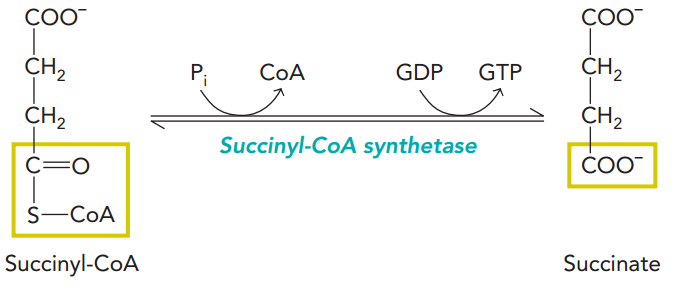 COO⁻
CH₂
CH₂
C=O
S—CoA
Succinyl-CoA
Pᵢ CoA GDP GTP
Succinyl-CoA synthetase
COO⁻
CH₂
CH₂
COO⁻
Succinate